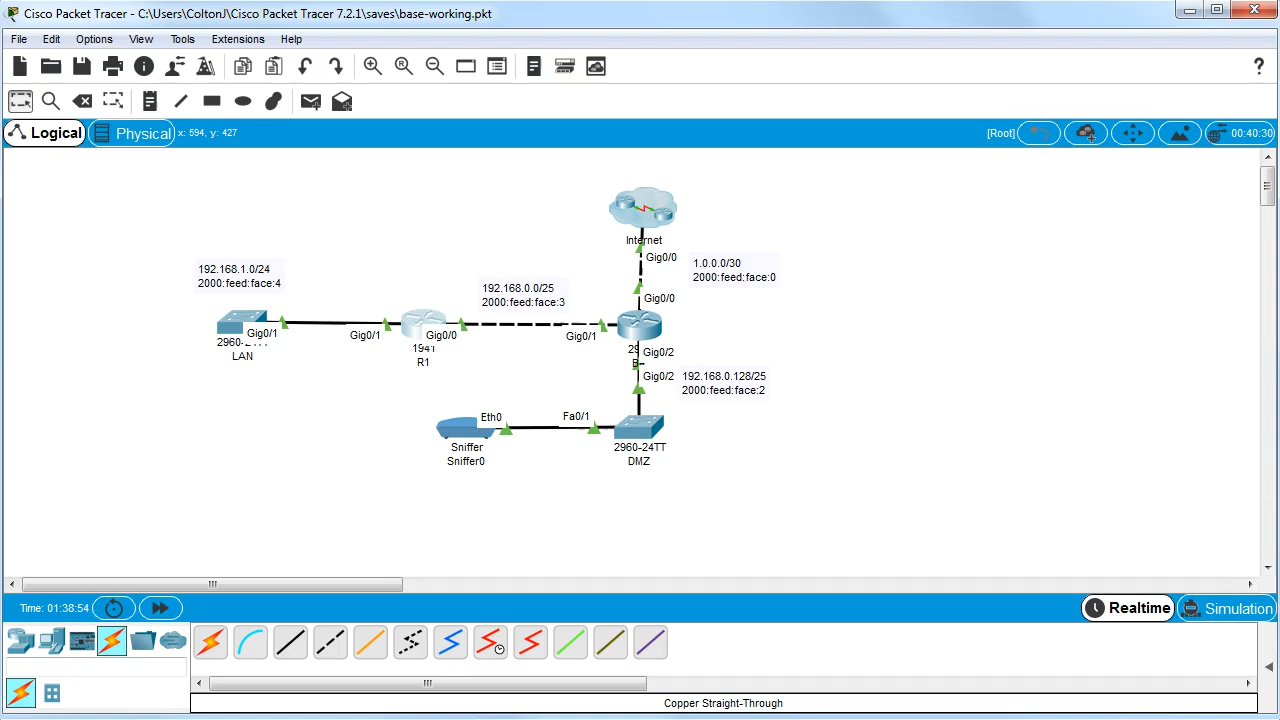 Cisco Packet Tracer - C:\Users\ColtonJ\Cisco Packet Tracer 7.2.1\saves\base-working.pkt
File Edit Options View Tools Extensions Help
Logical Physical x: 594, y: 427 [Root] 00:40:30
Internet
Gig0/0
1.0.0.0/30
2000:feed:face:0
192.168.1.0/24
2000:feed:face:4
192.168.0.0/25
2000:feed:face:3
Gig0/0
Gig0/1
Gig0/1
Gig0/0
Gig0/1
LAN
1941
R1
Gig0/2
Gig0/2
192.168.0.128/25
2000:feed:face:2
Eth0
Fa0/1
Sniffer
Sniffer0
2960-24TT
DMZ
Time: 01:38:54 Realtime Simulation
Copper Straight-Through